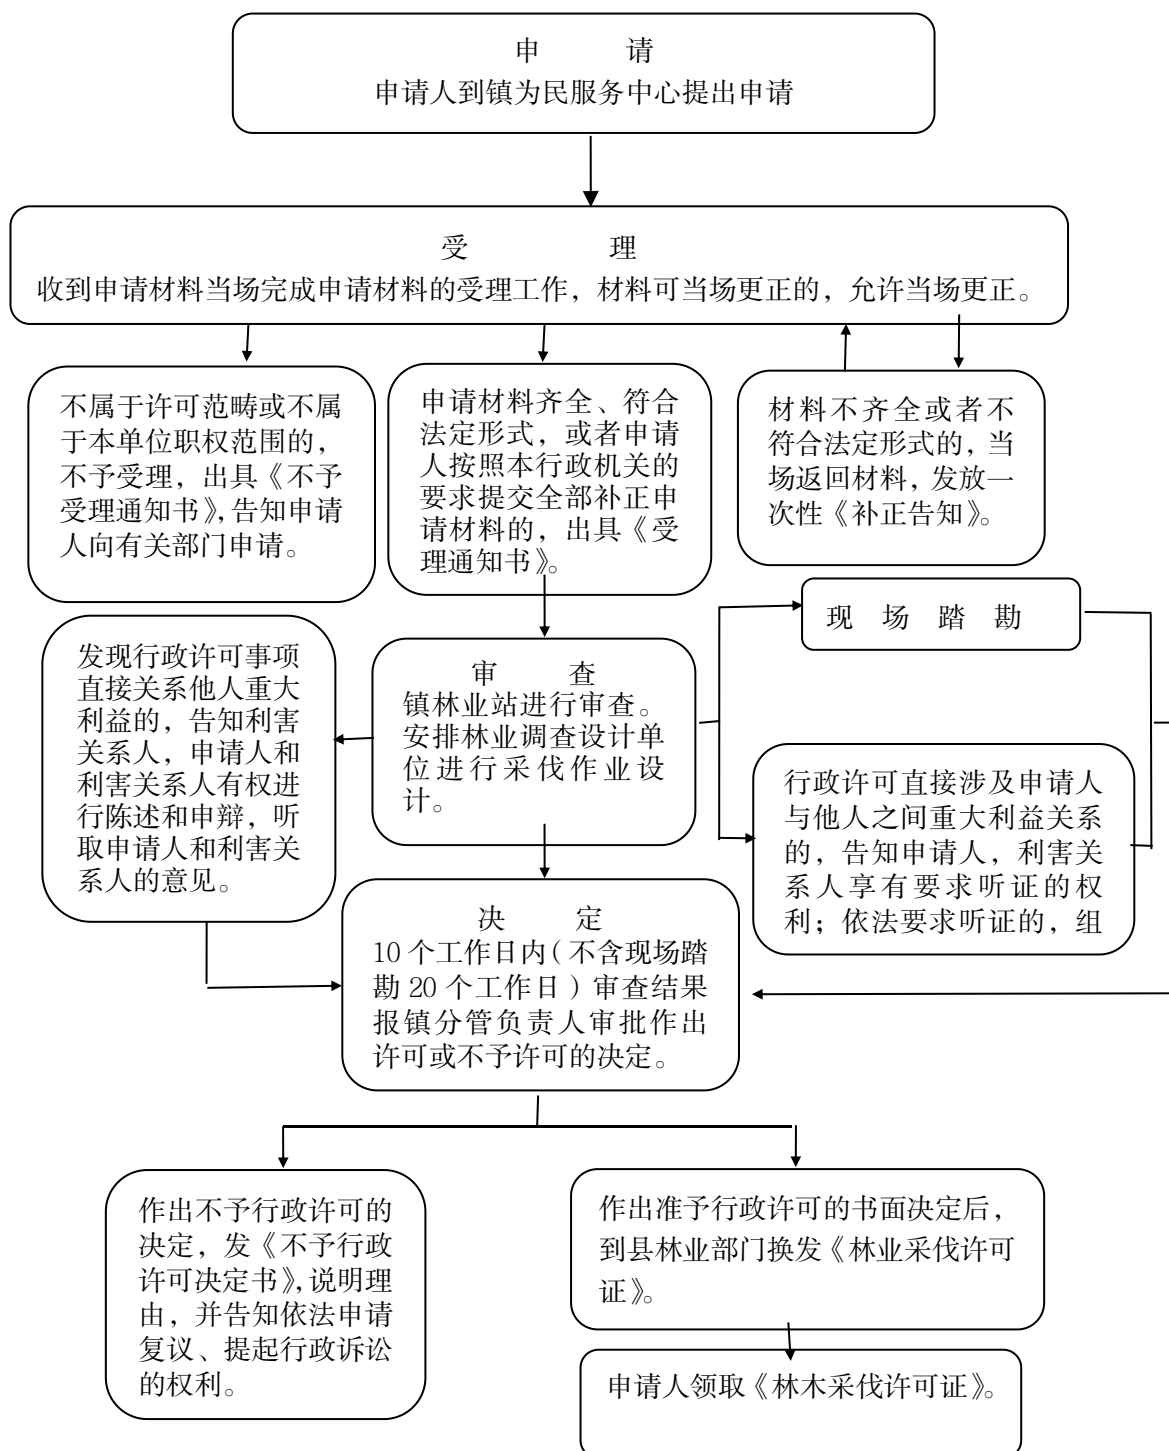 申 请
申请人到镇为民服务中心提出申请
受 理
收到申请材料当场完成申请材料的受理工作，材料可当场更正的，允许当场更正。
不属于许可范畴或不属
于本单位职权范围的，
不予受理，出具《不予
受理通知书》，告知申请
人向有关部门申请。
申请材料齐全、符合
法定形式，或者申请
人按照本行政机关的
要求提交全部补正申
请材料的，出具《受
理通知书》。
材料不齐全或者不
符合法定形式的，当
场返回材料，发放一
次性《补正告知》。
现 场 踏 勘
发现行政许可事项
直接关系他人重大
利益的，告知利害
关系人，申请人和
利害关系人有权进
行陈述和申辩，听
取申请人和利害关
系人的意见。
审 查
镇林业站进行审查。
安排林业调查设计单
位进行采伐作业设
计。
行政许可直接涉及申请人
与他人之间重大利益关系
的，告知申请人，利害关
系人享有要求听证的权
利；依法要求听证的，组
决 定
10个工作日内（不含现场踏
勘20个工作日）审查结果
报镇分管负责人审批作出
许可或不予许可的决定。
作出不予行政许可的
决定，发《不予行政
许可决定书》，说明理
由，并告知依法申请
复议、提起行政诉讼
的权利。
作出准予行政许可的书面决定后，
到县林业部门换发《林业采伐许可
证》。
申请人领取《林木采伐许可证》。